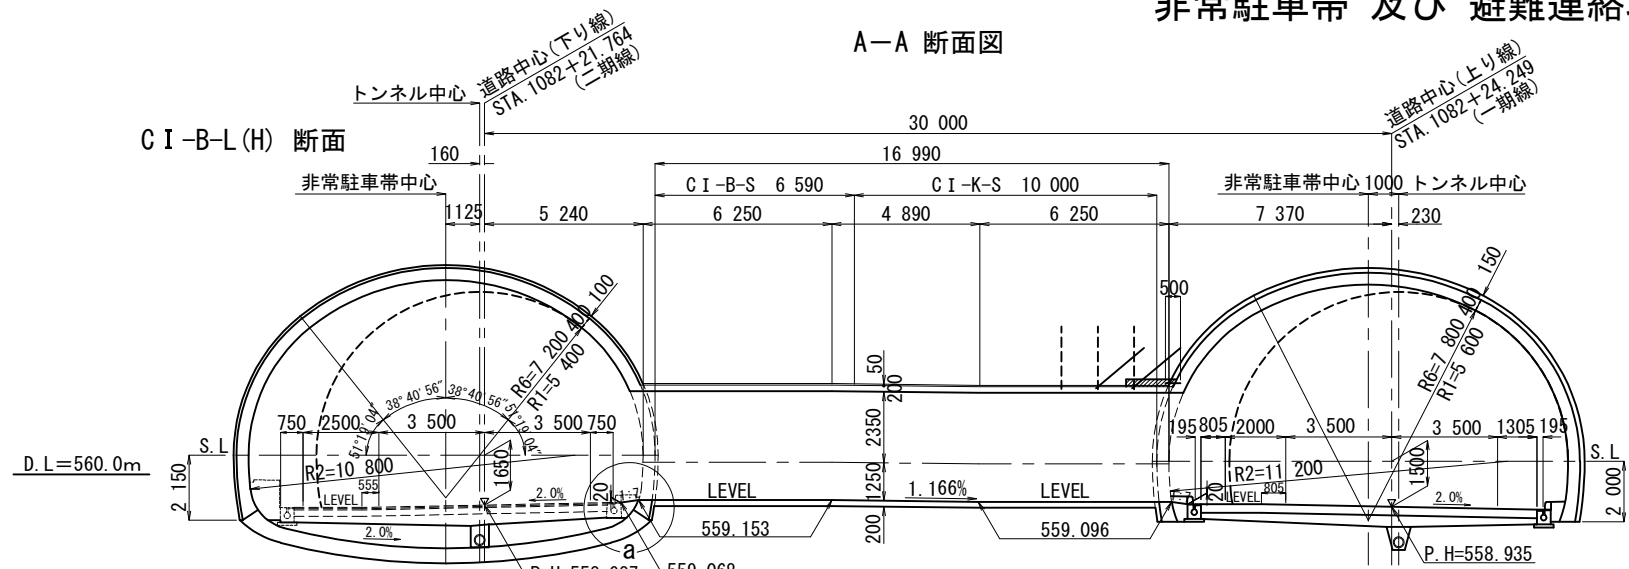 非常駐車帯 及び 避難連絡
A-A 断面図
道路中心(下り線)
STA.1082+21.764
(二期線)
道路中心(上り線)
STA.1082+24.249
(一期線)
トンネル中心
CⅠ-B-L(H) 断面
30 000
160
16 990
非常駐車帯中心
CⅠ-B-S 6 590
CⅠ-K-S 10 000
非常駐車帯中心
1000
トンネル中心
1125
5 240
6 250
4 890
6 250
7 370
230
100
400
R6=7 200
R1=5 400
500
150
400
R6=7 800
R1=5 600
50
200
38°40'56"
38°40'56"
51°19'04"
51°19'04"
750
2500
3 500
3 500
750
2350
195
805
2000
3 500
3 500
1305
195
S.L
S.L
D.L=560.0m
R2=10 800
1650
R2=11 200
1500
2 150
555
LEVEL
2.0%
20
LEVEL
1250
1.166%
LEVEL
20
LEVEL
805
2.0%
2 000
2.0%
559.153
200
559.096
a
P.H=558.935